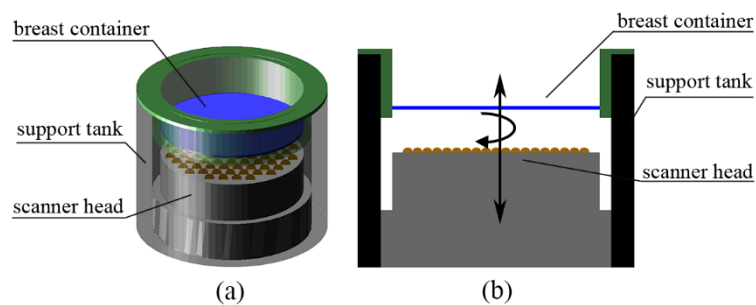 breast container
support tank
scanner head
(a)
breast container
support tank
scanner head
(b)